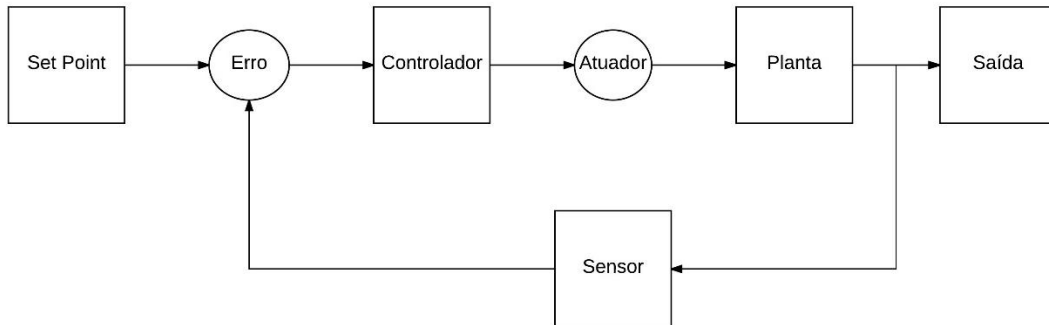 Set Point
Erro
Controlador
Atuador
Planta
Saída
Sensor